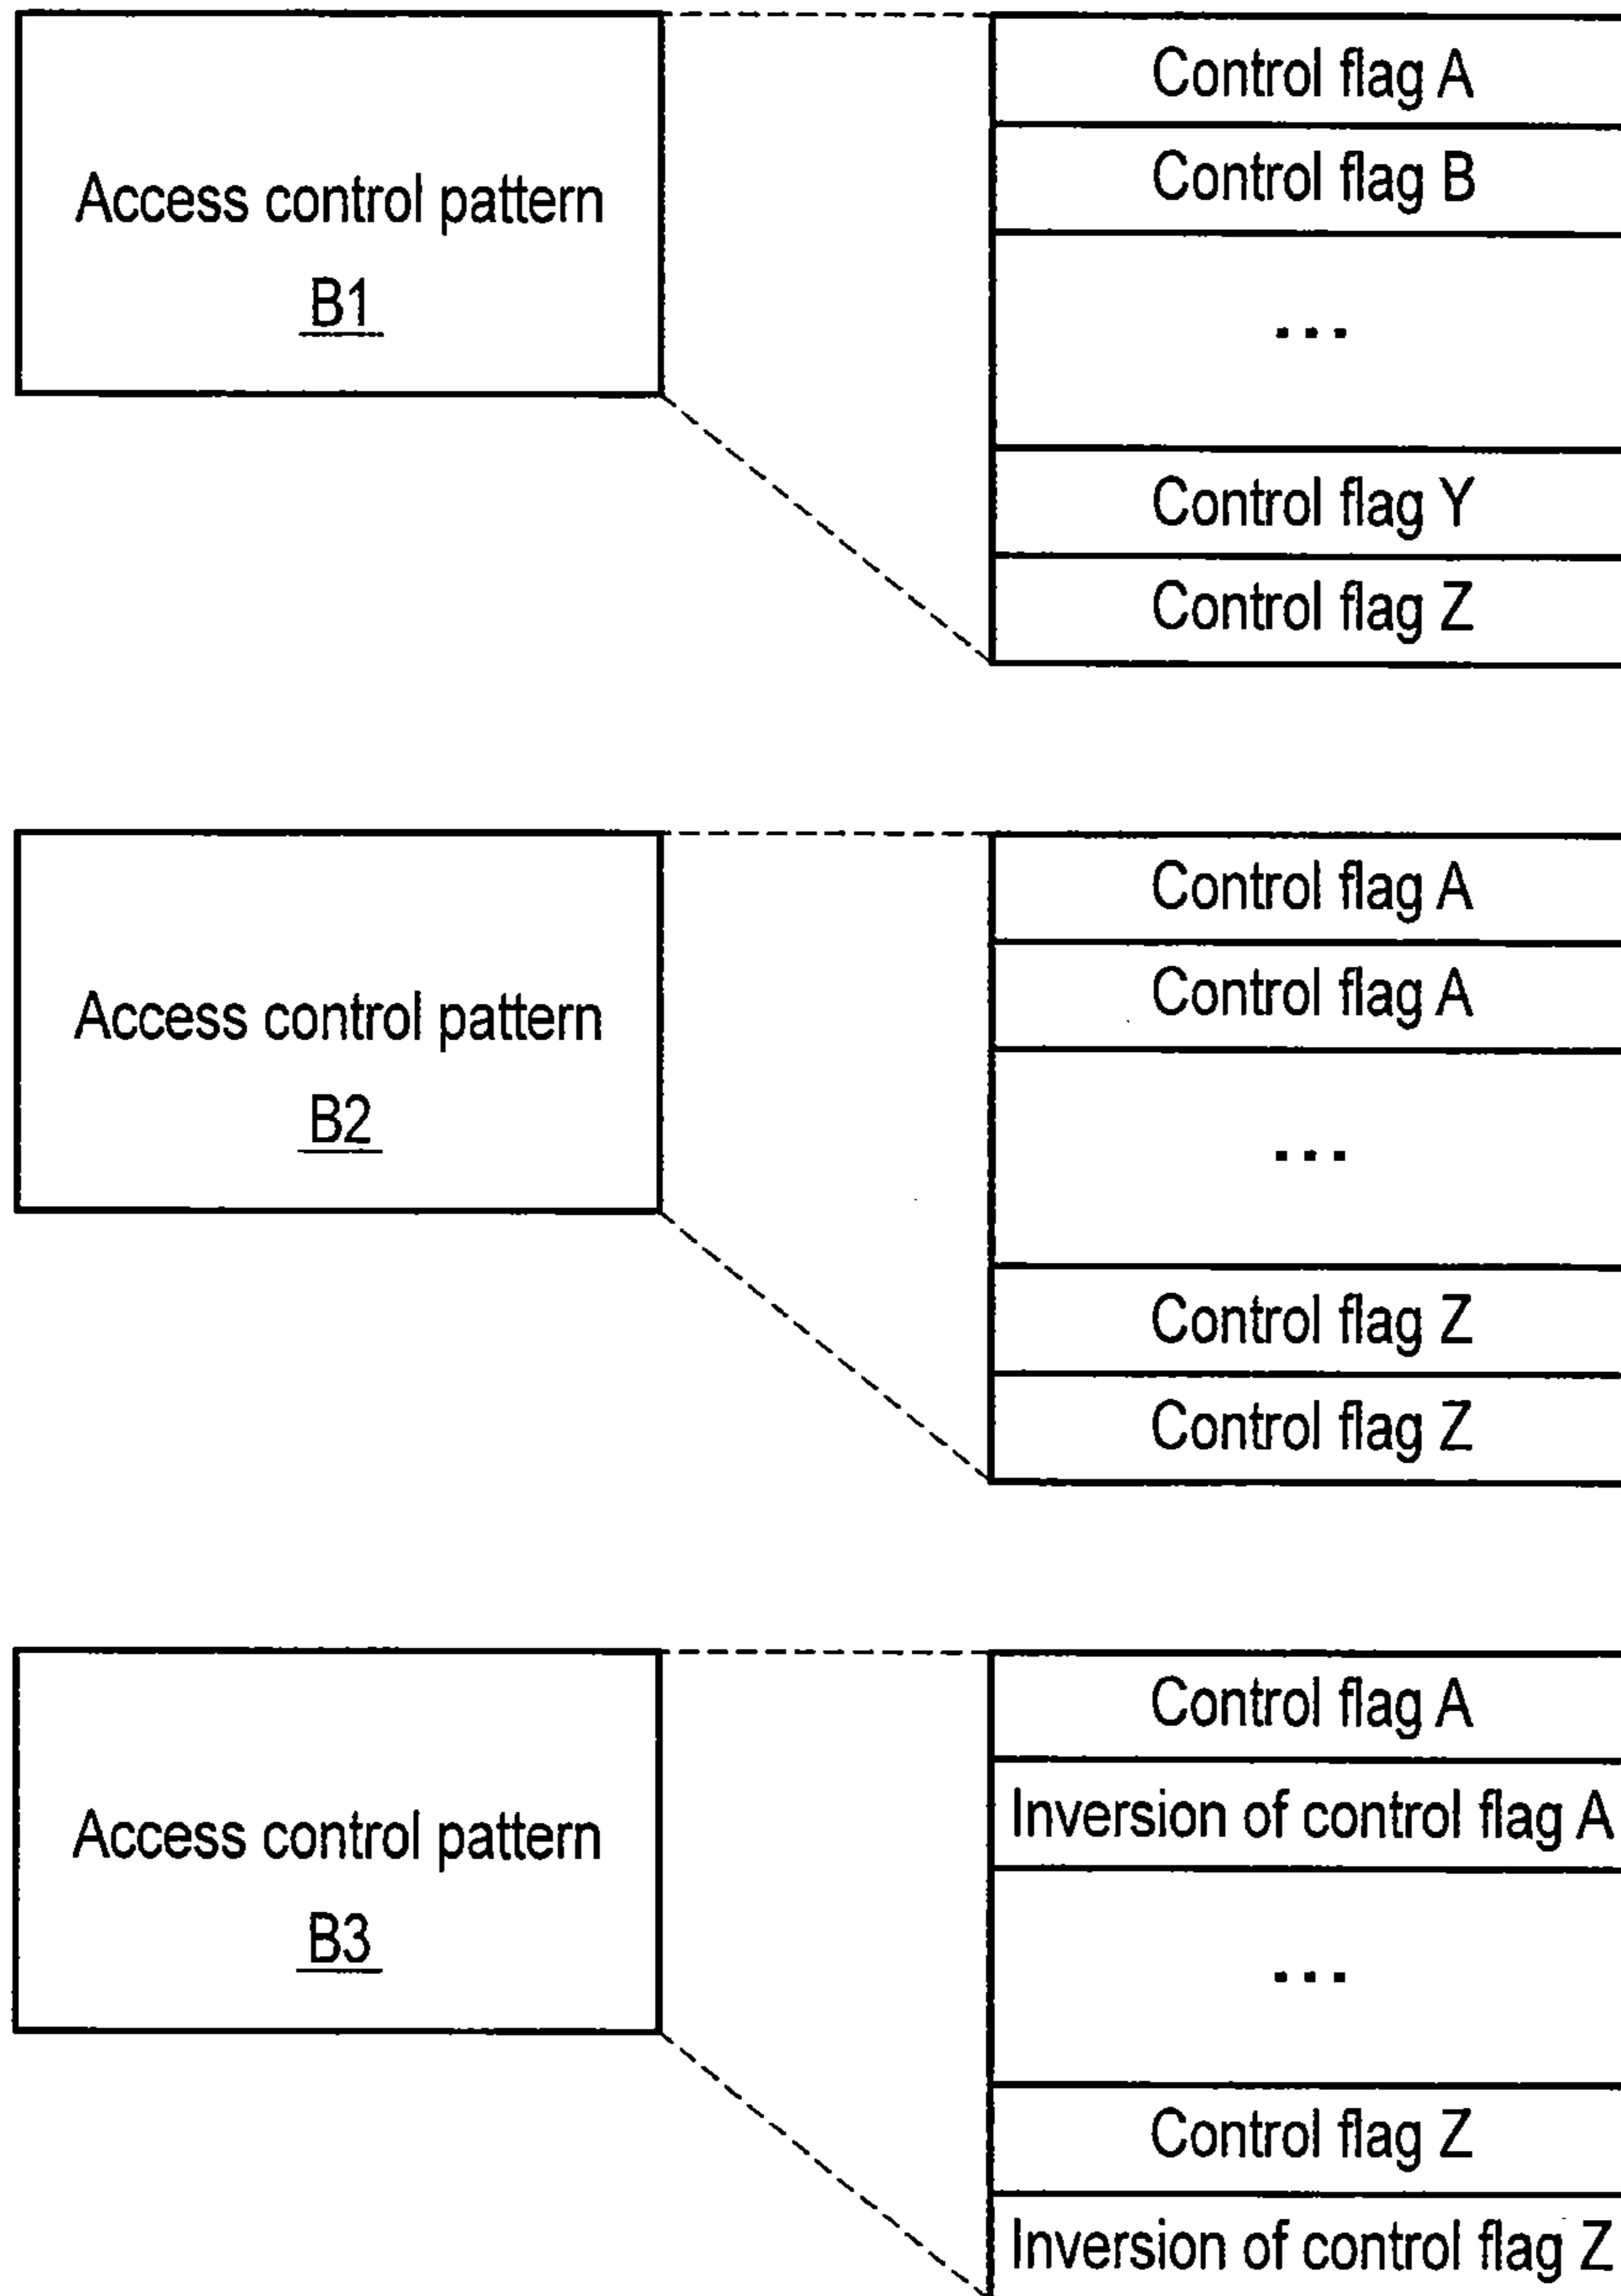 Access control pattern
B1
Control flag A
Control flag B
...
Control flag Y
Control flag Z
Access control pattern
B2
Control flag A
Control flag A
...
Control flag Z
Control flag Z
Access control pattern
B3
Control flag A
Inversion of control flag A
...
Control flag Z
Inversion of control flag Z